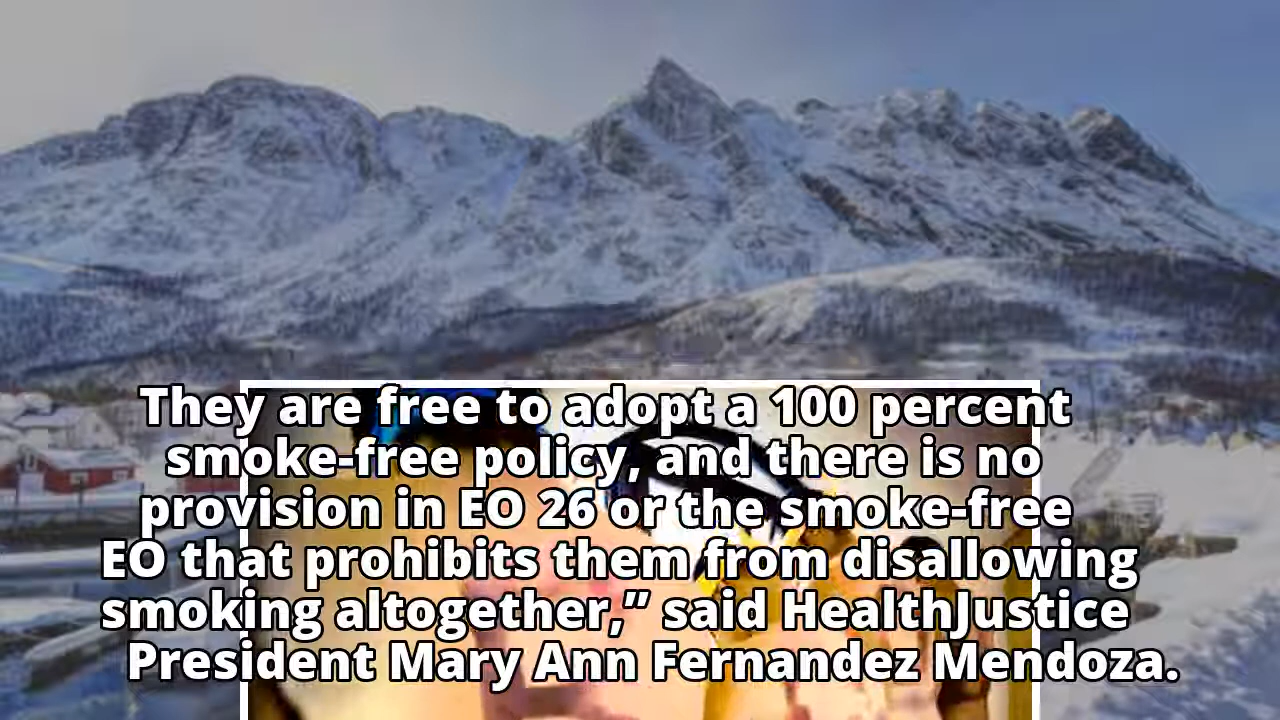 They are free to adopt a 100 percent
smoke-free policy, and there is no
provision in EO 26 or the smoke-free
EO that prohibits them from disallowing
smoking altogether,” said HealthJustice
President Mary Ann Fernandez Mendoza.